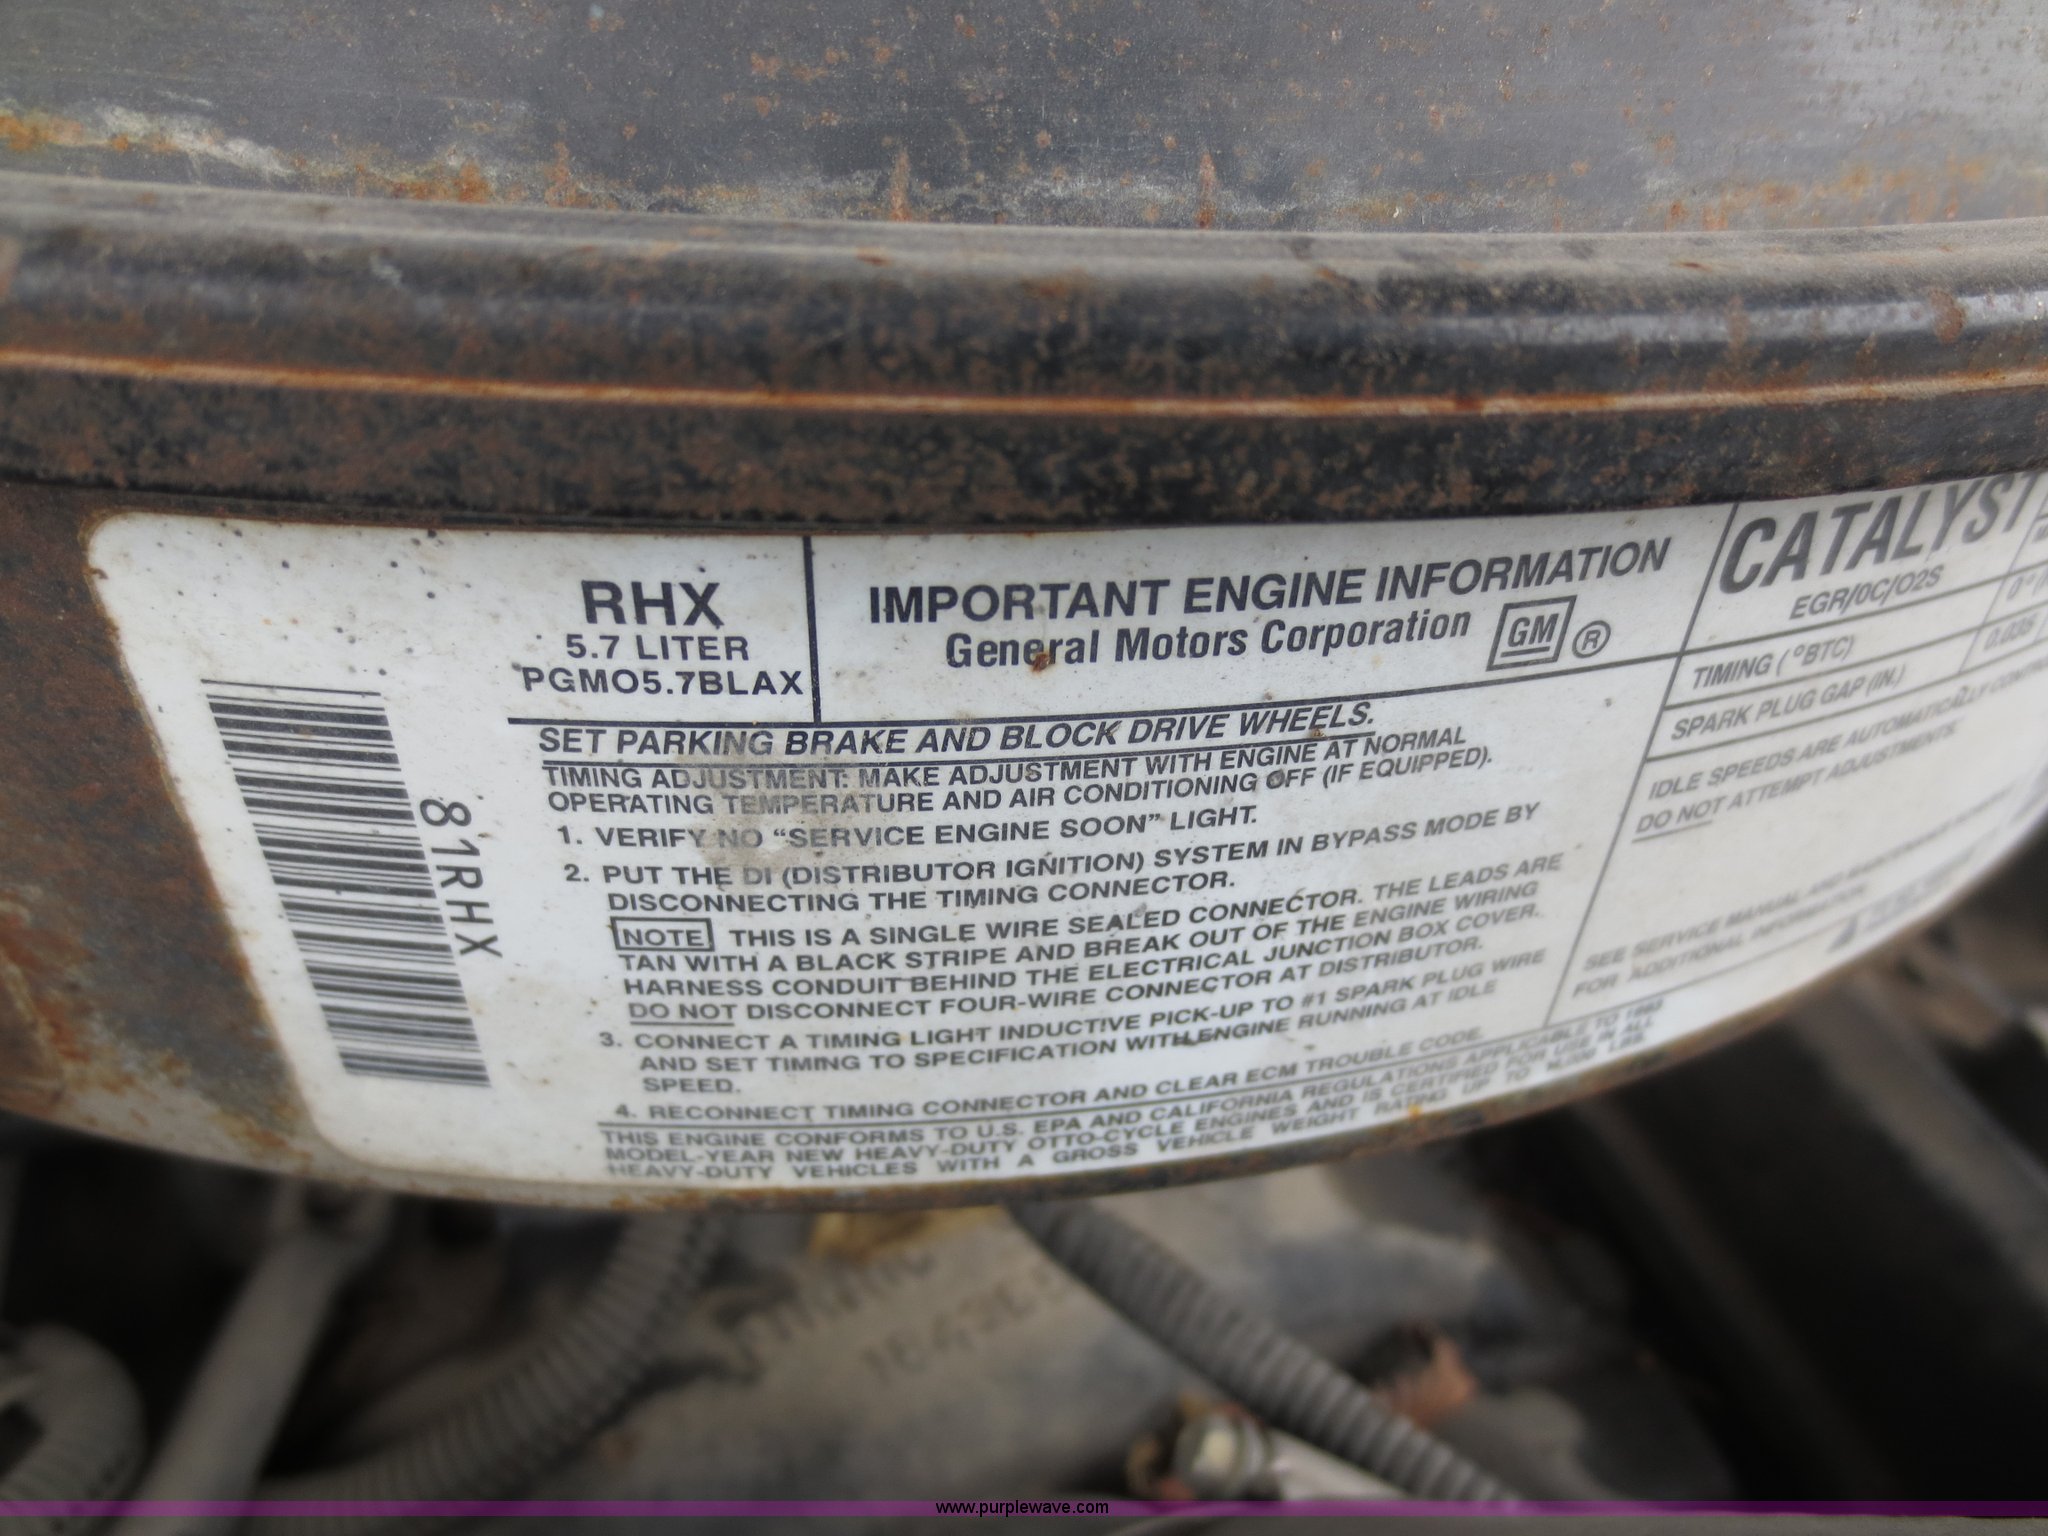 RHX
5.7 LITER
PGMO5.7BLAX
81RHX
IMPORTANT ENGINE INFORMATION
General Motors Corporation GM ®
CATALYST
EGR/OC/O2S
TIMING (°BTC)
0°
SPARK PLUG GAP (IN.)
0.035
IDLE SPEEDS ARE AUTOMATICALLY
DO NOT ATTEMPT ADJUSTMENTS.
SEE SERVICE MANUAL AND
FOR ADDITIONAL INFORMATION
SET PARKING BRAKE AND BLOCK DRIVE WHEELS.
TIMING ADJUSTMENT: MAKE ADJUSTMENT WITH ENGINE AT NORMAL
OPERATING TEMPERATURE AND AIR CONDITIONING OFF (IF EQUIPPED).
1. VERIFY NO “SERVICE ENGINE SOON” LIGHT.
2. PUT THE DI (DISTRIBUTOR IGNITION) SYSTEM IN BYPASS MODE BY
DISCONNECTING THE TIMING CONNECTOR.
NOTE THIS IS A SINGLE WIRE SEALED CONNECTOR. THE LEADS ARE
TAN WITH A BLACK STRIPE AND BREAK OUT OF THE ENGINE WIRING
HARNESS CONDUIT BEHIND THE ELECTRICAL JUNCTION BOX COVER.
DO NOT DISCONNECT FOUR-WIRE CONNECTOR AT DISTRIBUTOR.
3. CONNECT A TIMING LIGHT INDUCTIVE PICK-UP TO #1 SPARK PLUG WIRE
AND SET TIMING TO SPECIFICATION WITH ENGINE RUNNING AT IDLE
SPEED.
4. RECONNECT TIMING CONNECTOR AND CLEAR ECM TROUBLE CODE.
THIS ENGINE CONFORMS TO U.S. EPA AND CALIFORNIA REGULATIONS APPLICABLE TO
MODEL-YEAR NEW HEAVY-DUTY OTTO-CYCLE ENGINES AND IS CERTIFIED FOR USE IN ALL
HEAVY-DUTY VEHICLES WITH A GROSS VEHICLE WEIGHT RATING UP TO LBS.
www.purplewave.com